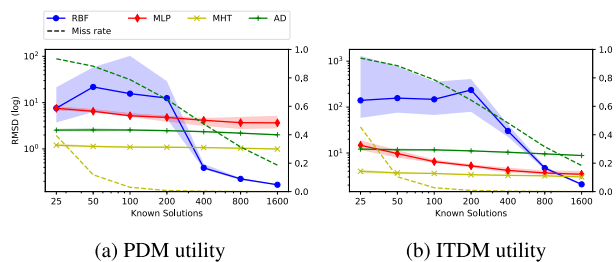 RBF MLP MHT AD
Miss rate
10² 1.0
0.8
10¹ 0.6
0.4
10⁰ 0.2
0.0
RMSD (log)
25 50 100 200 400 800 1600
Known Solutions
(a) PDM utility
10³ 1.0
0.8
10² 0.6
0.4
10¹ 0.2
0.0
25 50 100 200 400 800 1600
Known Solutions
(b) ITDM utility